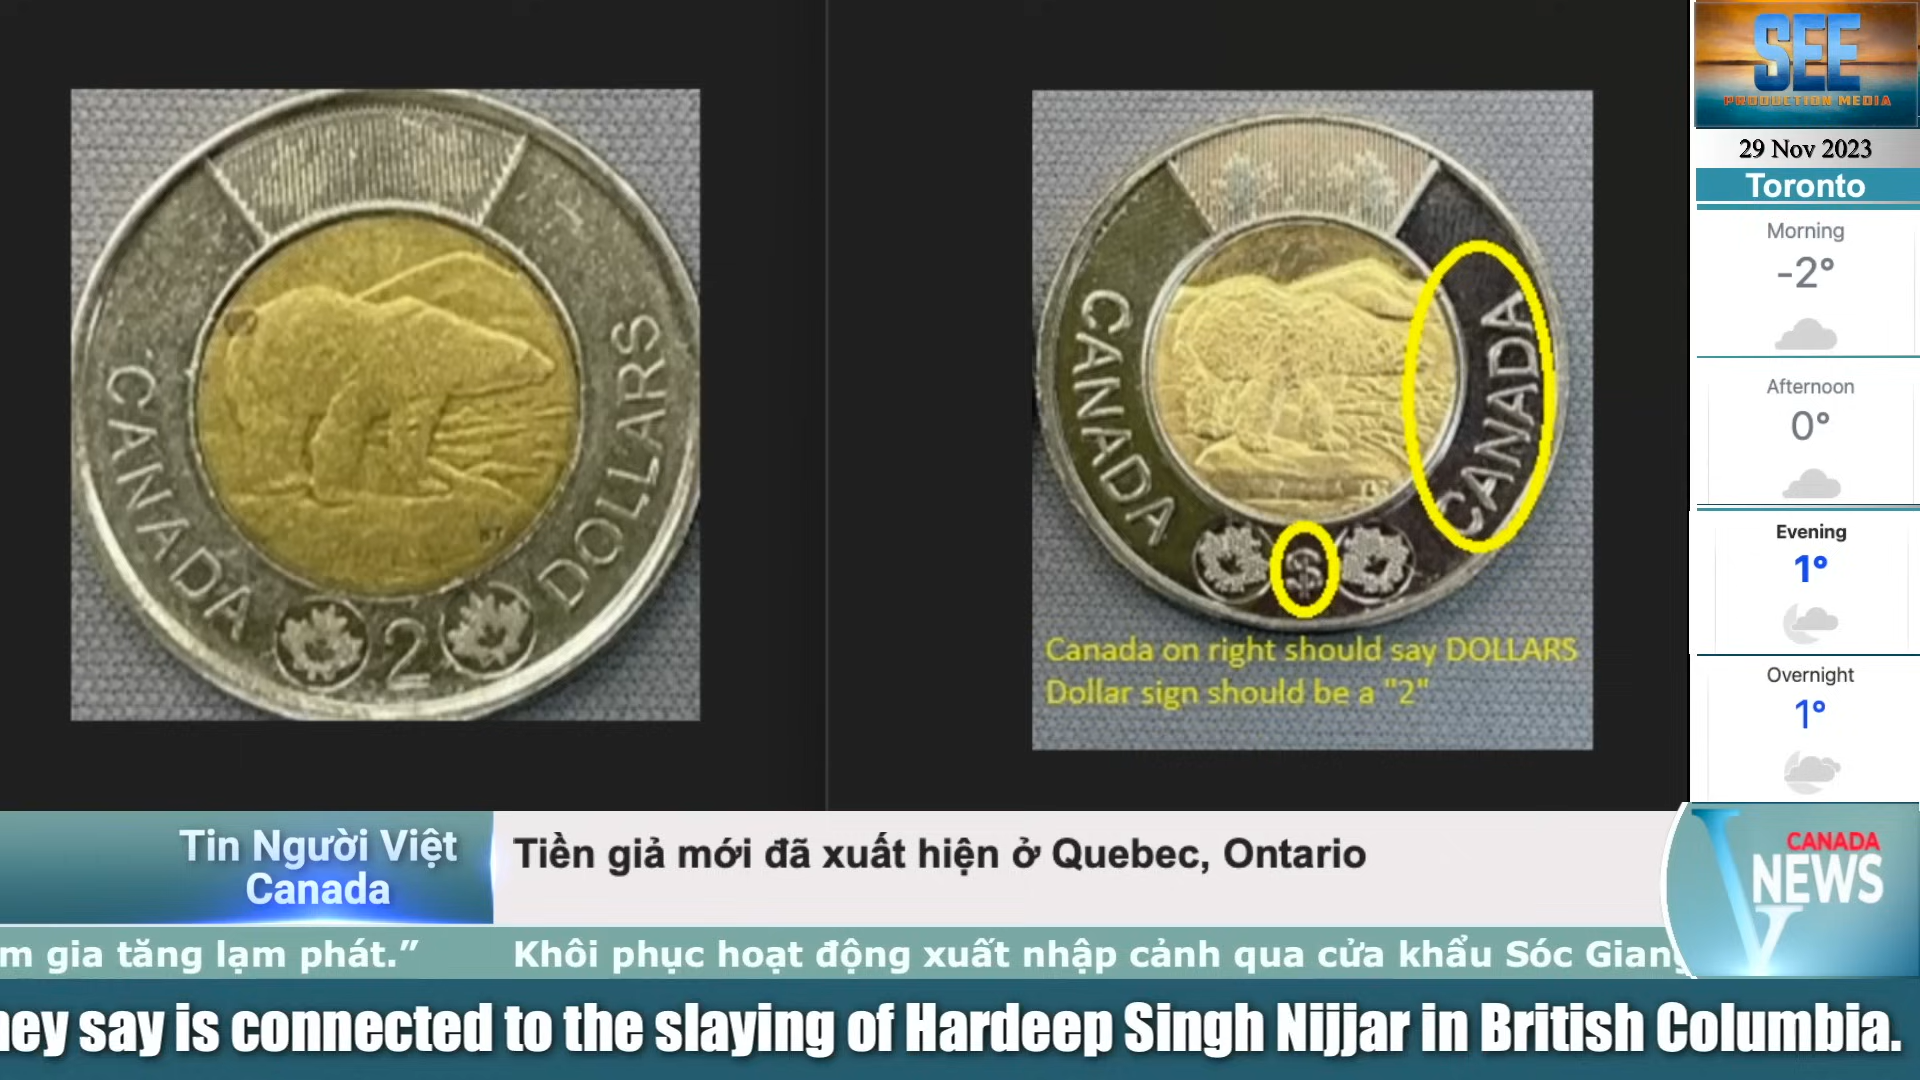 CANADA
DOLLARS
2
CANADA
CANADA
$
Canada on right should say DOLLARS
Dollar sign should be a "2"
SEE
PRODUCTION MEDIA
29 Nov 2023
Toronto
Morning
-2°
Afternoon
0°
Evening
1°
Overnight
1°
Tin Người Việt
Canada
Tiền giả mới đã xuất hiện ở Quebec, Ontario
CANADA
V NEWS
m gia tăng lạm phát.” Khôi phục hoạt động xuất nhập cảnh qua cửa khẩu Sóc Giang
hey say is connected to the slaying of Hardeep Singh Nijjar in British Columbia.